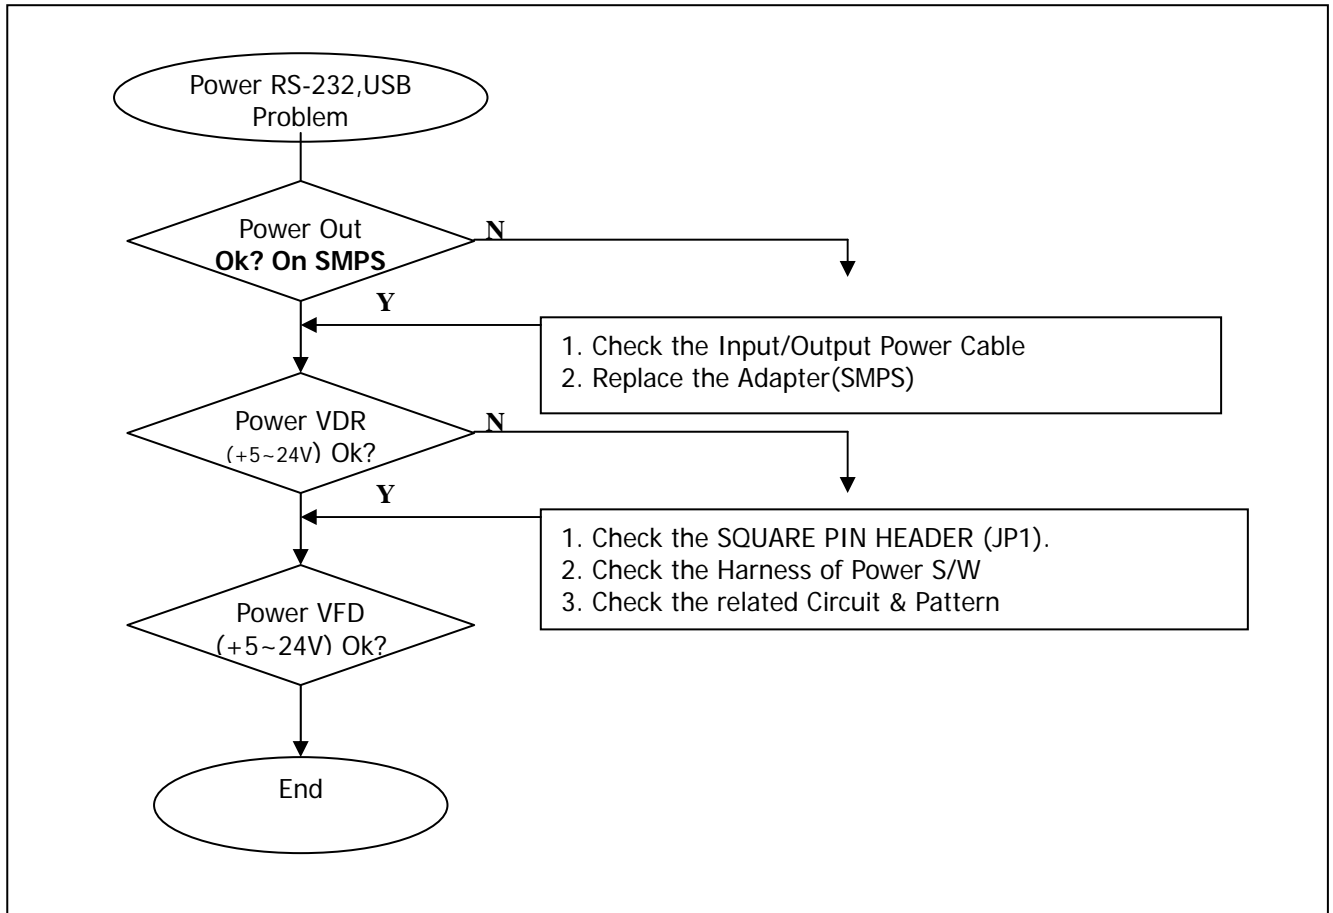 Power RS-232,USB
Problem
Power Out
Ok? On SMPS
N
Y
1. Check the Input/Output Power Cable
2. Replace the Adapter(SMPS)
Power VDR
(+5~24V) Ok?
N
Y
1. Check the SQUARE PIN HEADER (JP1).
2. Check the Harness of Power S/W
3. Check the related Circuit & Pattern
Power VFD
(+5~24V) Ok?
End